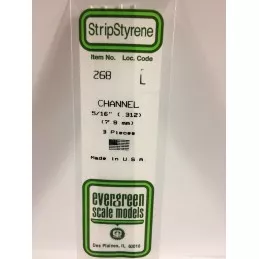 StripStyrene
Item No. Loc. Code
268 L
CHANNEL
5/16" (.312)
(7.9 mm)
3 Pieces
Made In U S A
evergreen
scale models
Des Plaines, IL 60018